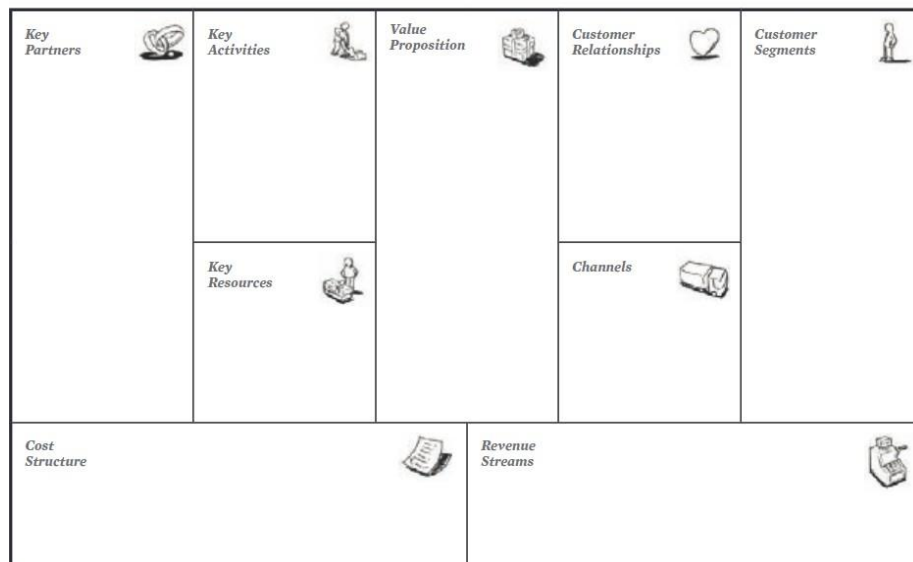 Key
Partners
Key
Activities
Value
Proposition
Customer
Relationships
Customer
Segments
Key
Resources
Channels
Cost
Structure
Revenue
Streams